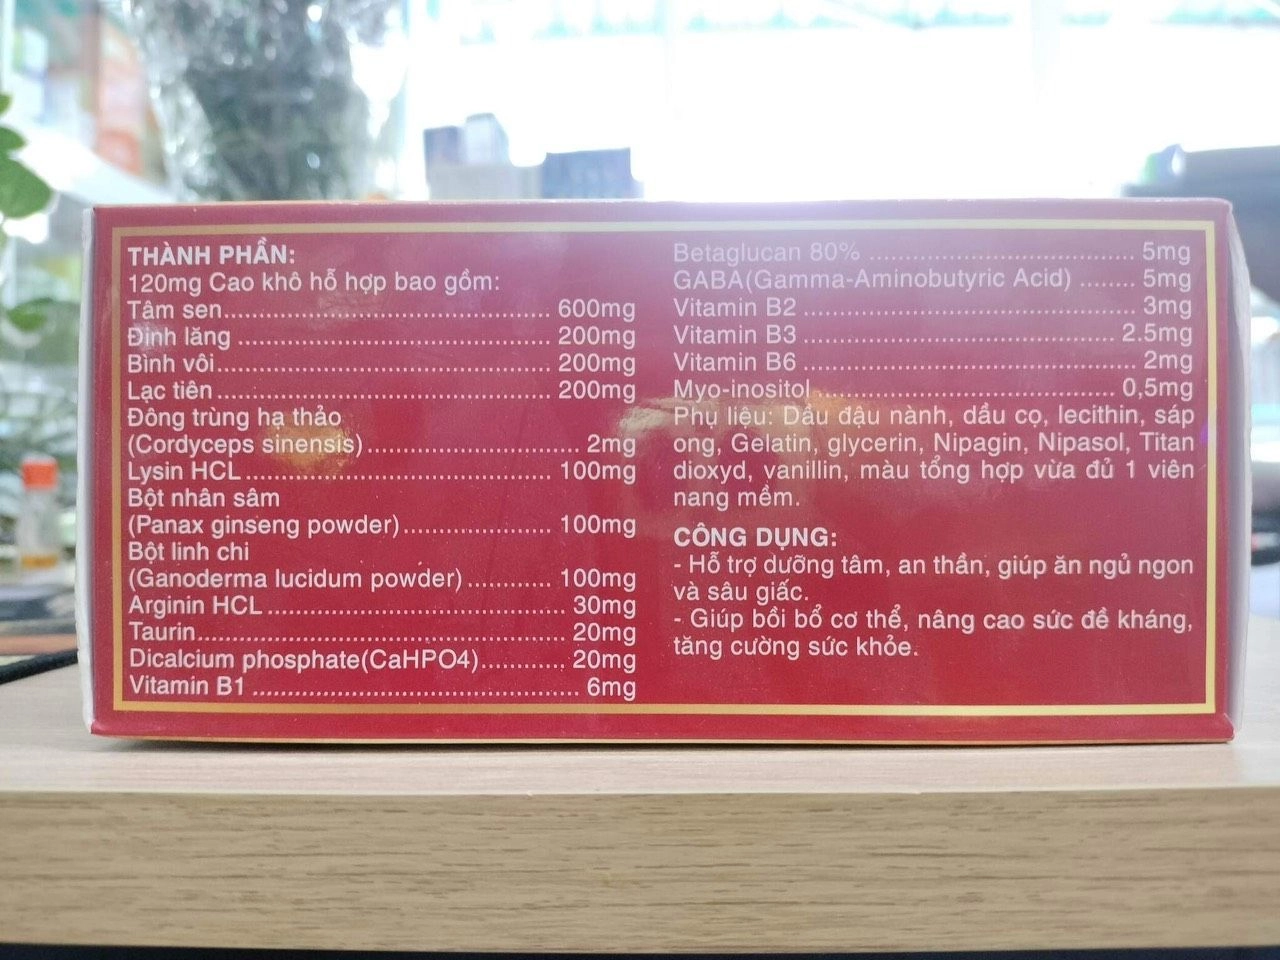 THÀNH PHẦN:
120mg Cao khô hỗ hợp bao gồm:
Tâm sen................................................ 600mg
Định lăng .............................................. 200mg
Bình vôi................................................. 200mg
Lạc tiên ................................................. 200mg
Đông trùng hạ thảo
(Cordyceps sinensis) ............................... 2mg
Lysin HCL ............................................. 100mg
Bột nhân sâm
(Panax ginseng powder)...................... 100mg
Bột linh chi
(Ganoderma lucidum powder) ............ 100mg
Arginin HCL ............................................ 30mg
Taurin...................................................... 20mg
Dicalcium phosphate(CaHPO4)............ 20mg
Vitamin B1 ................................................ 6mg
Betaglucan 80% ....................................... 5mg
GABA(Gamma-Aminobutyric Acid) ........ 5mg
Vitamin B2 ................................................. 3mg
Vitamin B3 .............................................. 2.5mg
Vitamin B6 ................................................. 2mg
Myo-inositol ............................................. 0,5mg
Phụ liệu: Dầu đậu nành, dầu cọ, lecithin, sáp
ong, Gelatin, glycerin, Nipagin, Nipasol, Titan
dioxyd, vanillin, màu tổng hợp vừa đủ 1 viên
nang mềm.
CÔNG DỤNG:
- Hỗ trợ dưỡng tâm, an thần, giúp ăn ngủ ngon
và sâu giấc.
- Giúp bồi bổ cơ thể, nâng cao sức đề kháng,
tăng cường sức khỏe.